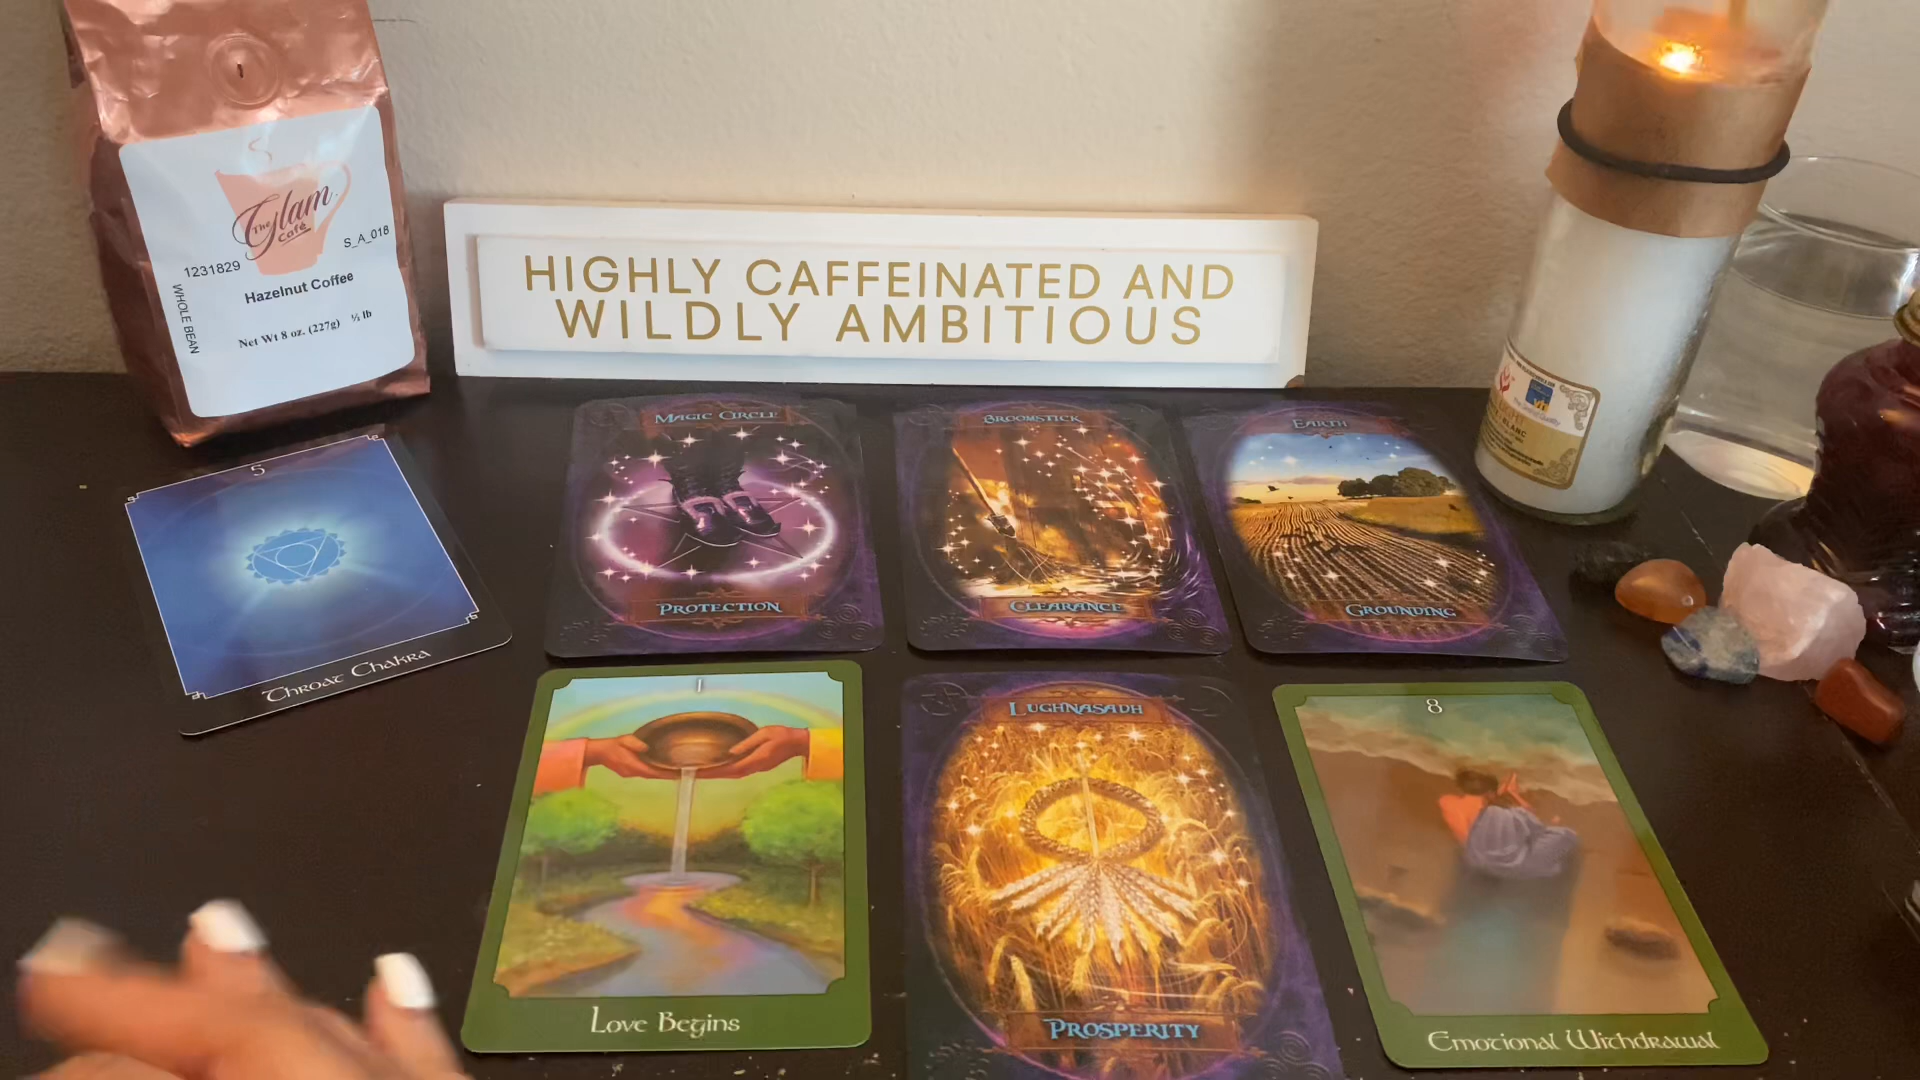 The
Glam
Café
S_A_018
1231829
Hazelnut Coffee
WHOLE BEAN
Net Wt 8 oz. (227g) ½ lb
HIGHLY CAFFEINATED AND
WILDLY AMBITIOUS
5
Throat Chakra
Magic Circle
Protection
Broomstick
Clearance
Earth
Grounding
1
Love Begins
Lughnasadh
Prosperity
8
Emotional Withdrawal
BLANC